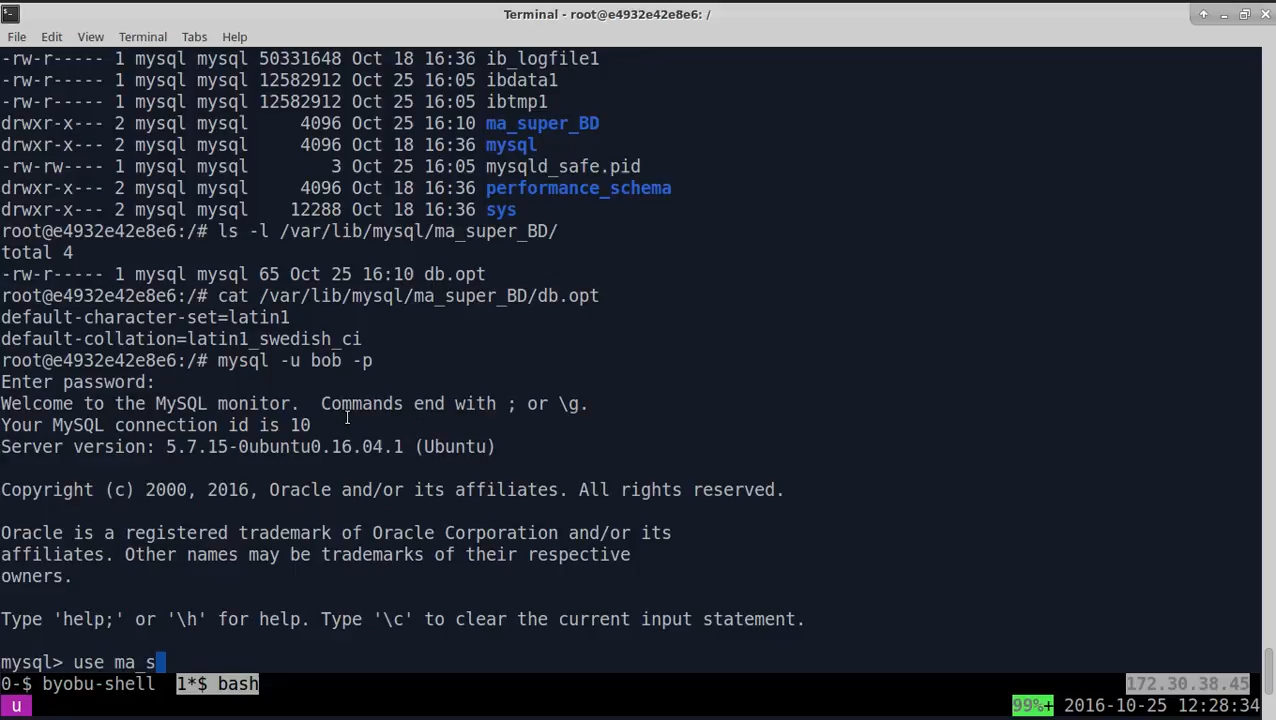 Terminal - root@e4932e42e8e6: /
File Edit View Terminal Tabs Help
-rw-r----- 1 mysql mysql 50331648 Oct 18 16:36 ib_logfile1
-rw-r----- 1 mysql mysql 12582912 Oct 25 16:05 ibdata1
-rw-r----- 1 mysql mysql 12582912 Oct 25 16:05 ibtmp1
drwxr-x--- 2 mysql mysql     4096 Oct 25 16:10 ma_super_BD
drwxr-x--- 2 mysql mysql     4096 Oct 18 16:36 mysql
-rw-rw---- 1 mysql mysql        3 Oct 25 16:05 mysqld_safe.pid
drwxr-x--- 2 mysql mysql     4096 Oct 18 16:36 performance_schema
drwxr-x--- 2 mysql mysql    12288 Oct 18 16:36 sys
root@e4932e42e8e6:/# ls -l /var/lib/mysql/ma_super_BD/
total 4
-rw-r----- 1 mysql mysql 65 Oct 25 16:10 db.opt
root@e4932e42e8e6:/# cat /var/lib/mysql/ma_super_BD/db.opt
default-character-set=latin1
default-collation=latin1_swedish_ci
root@e4932e42e8e6:/# mysql -u bob -p
Enter password:
Welcome to the MySQL monitor.  Commands end with ; or \g.
Your MySQL connection id is 10
Server version: 5.7.15-0ubuntu0.16.04.1 (Ubuntu)
Copyright (c) 2000, 2016, Oracle and/or its affiliates. All rights reserved.
Oracle is a registered trademark of Oracle Corporation and/or its
affiliates. Other names may be trademarks of their respective
owners.
Type 'help;' or '\h' for help. Type '\c' to clear the current input statement.
mysql> use ma_s
0-$ byobu-shell  1*$ bash 172.30.38.45
u 99%+ 2016-10-25 12:28:34